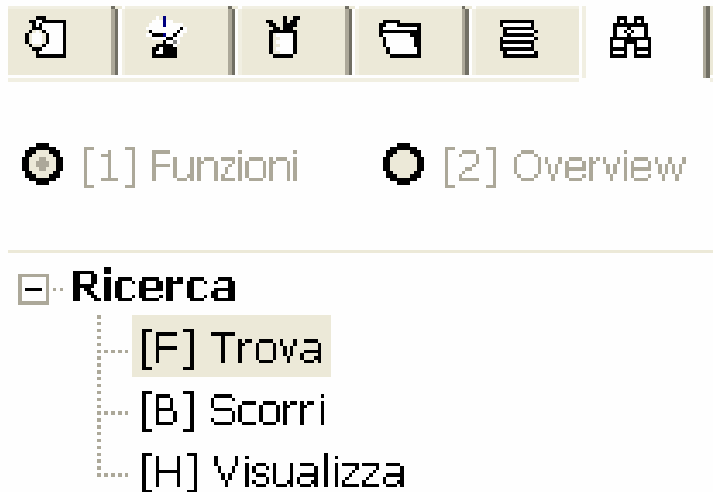 [1] Funzioni [2] Overview
Ricerca
[F] Trova
[B] Scorri
[H] Visualizza